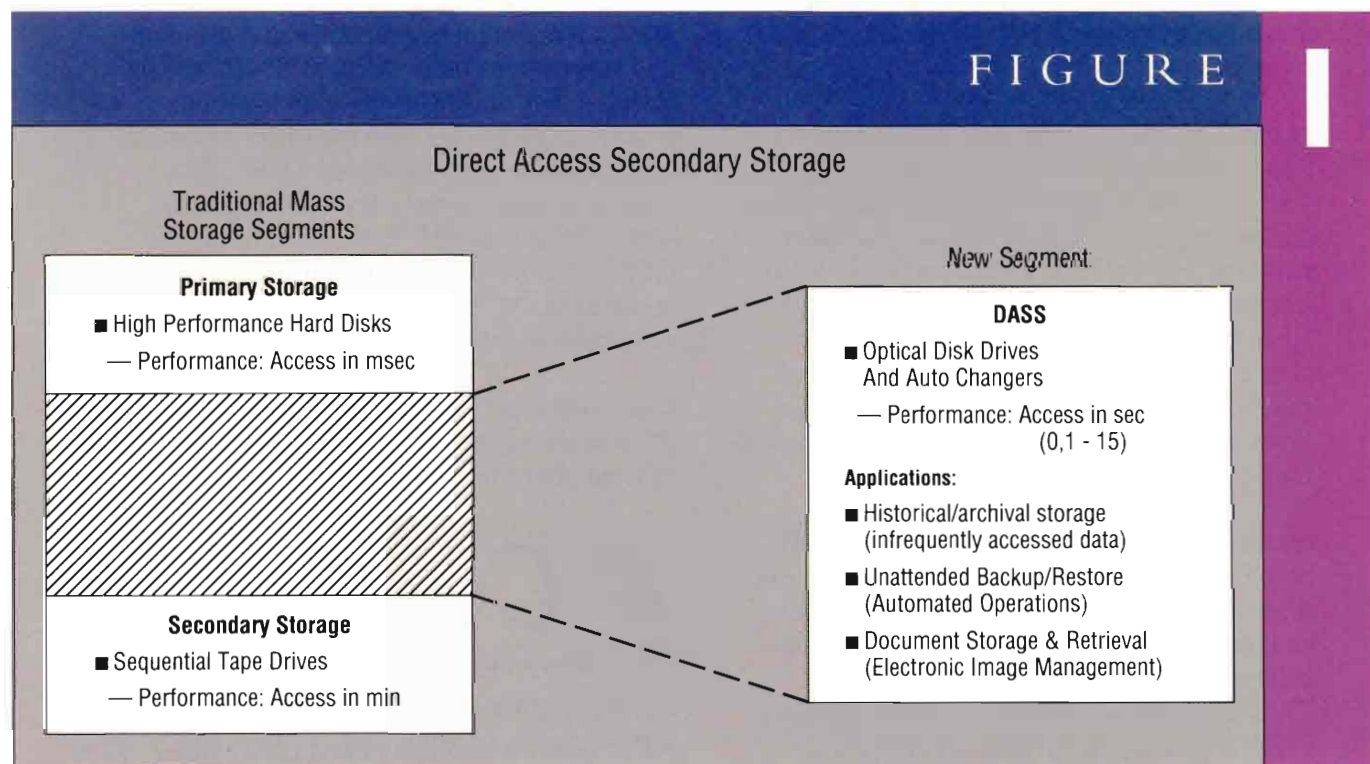 FIGURE I
Direct Access Secondary Storage
Traditional Mass
Storage Segments
Primary Storage
■ High Performance Hard Disks
— Performance: Access in msec
Secondary Storage
■ Sequential Tape Drives
— Performance: Access in min
New Segment:
DASS
■ Optical Disk Drives
And Auto Changers
— Performance: Access in sec
(0,1 - 15)
Applications:
■ Historical/archival storage
(infrequently accessed data)
■ Unattended Backup/Restore
(Automated Operations)
■ Document Storage & Retrieval
(Electronic Image Management)